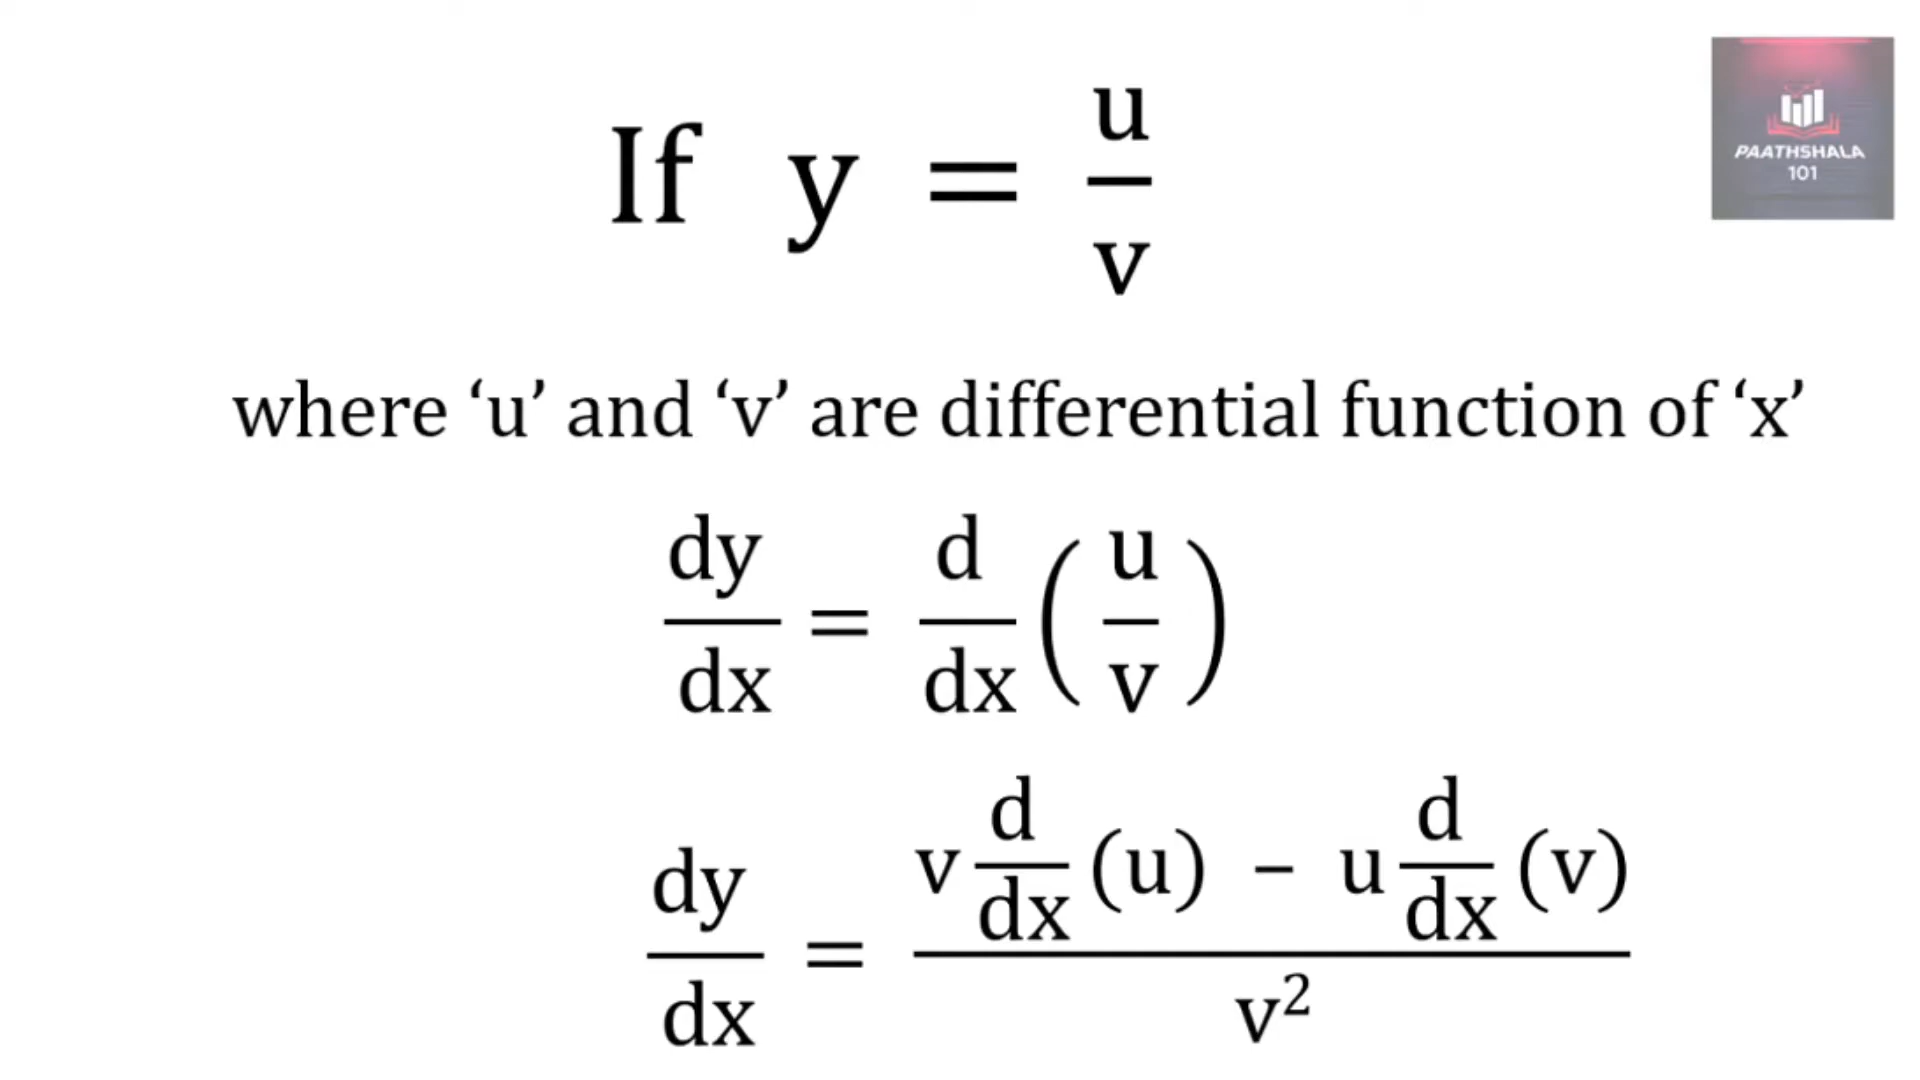 PAATHSHALA
101
If y = u/v
where ‘u’ and ‘v’ are differential function of ‘x’
dy/dx = d/dx (u/v)
dy/dx = (v d/dx (u) − u d/dx (v)) / v²